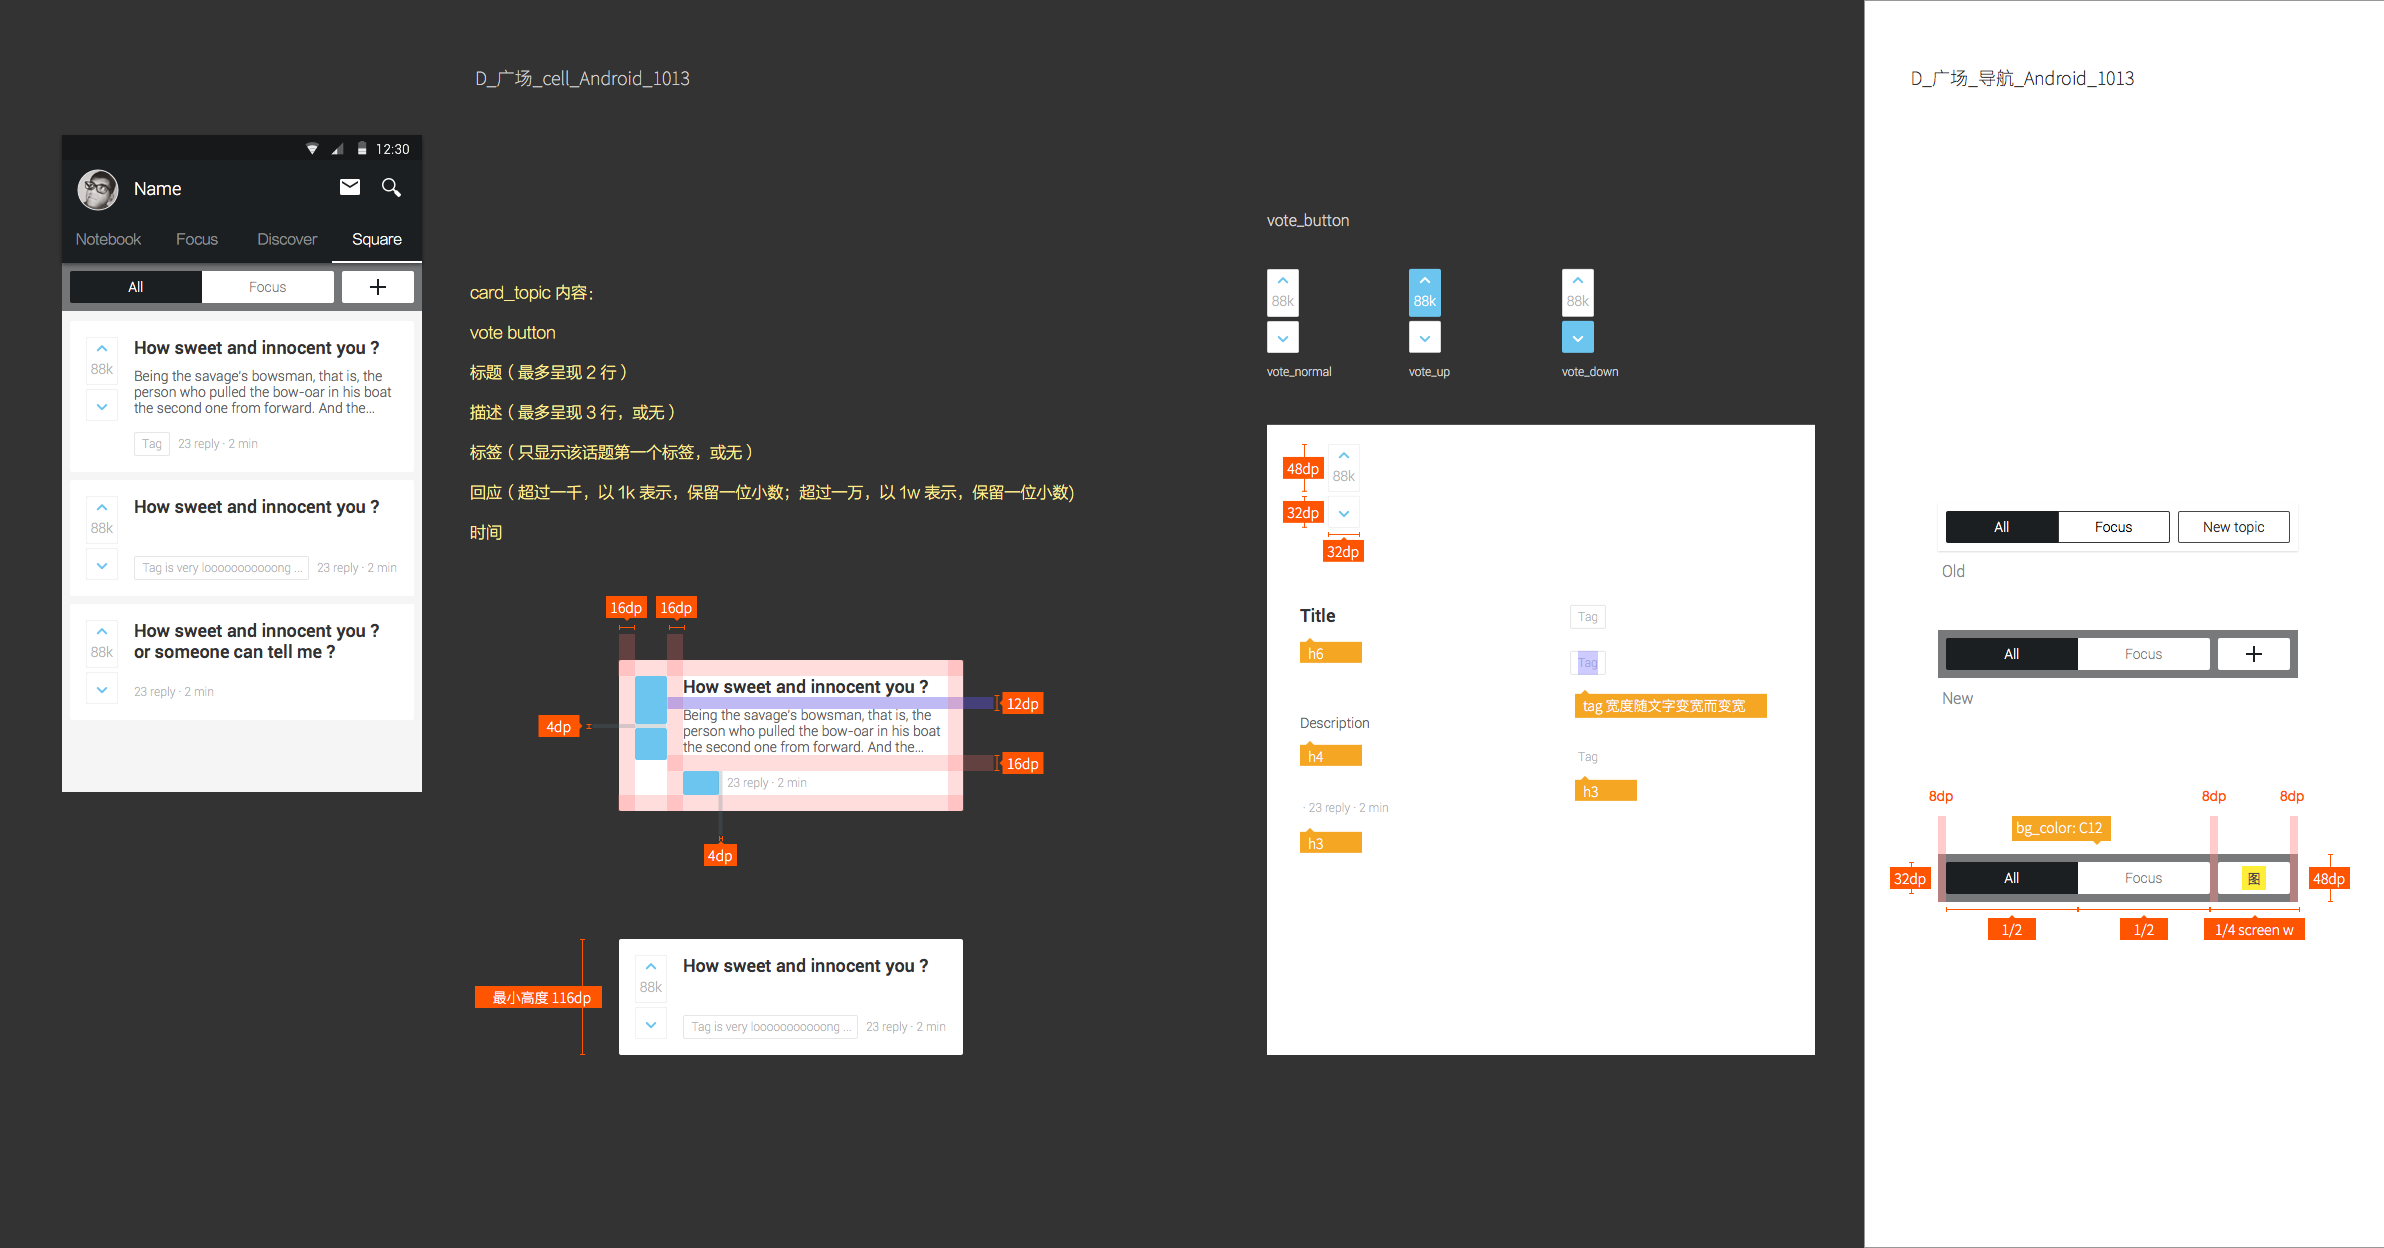 D_广场_cell_Android_1013
12:30
Name
Notebook Focus Discover Square
All Focus
How sweet and innocent you ?
88k
Being the savage's bowsman, that is, the
person who pulled the bow-oar in his boat
the second one from forward. And the...
Tag 23 reply · 2 min
How sweet and innocent you ?
88k
Tag is very looooooooooong ... 23 reply · 2 min
How sweet and innocent you ?
or someone can tell me ?
88k
23 reply · 2 min
card_topic 内容：
vote button
标题（最多呈现 2 行）
描述（最多呈现 3 行，或无）
标签（只显示该话题第一个标签，或无）
回应（超过一千，以 1k 表示，保留一位小数；超过一万，以 1w 表示，保留一位小数)
时间
16dp 16dp
How sweet and innocent you ?
12dp
Being the savage's bowsman, that is, the
person who pulled the bow-oar in his boat
the second one from forward. And the...
4dp
16dp
23 reply · 2 min
4dp
How sweet and innocent you ?
88k
最小高度 116dp
Tag is very looooooooooong ... 23 reply · 2 min
vote_button
88k 88k 88k
vote_normal vote_up vote_down
48dp
88k
32dp
32dp
Title
h6
Description
h4
· 23 reply · 2 min
h3
Tag
Tag
tag 宽度随文字变宽而变宽
Tag
h3
D_广场_导航_Android_1013
All Focus New topic
Old
All Focus
New
8dp 8dp 8dp
bg_color: C12
32dp All Focus 图 48dp
1/2 1/2 1/4 screen w